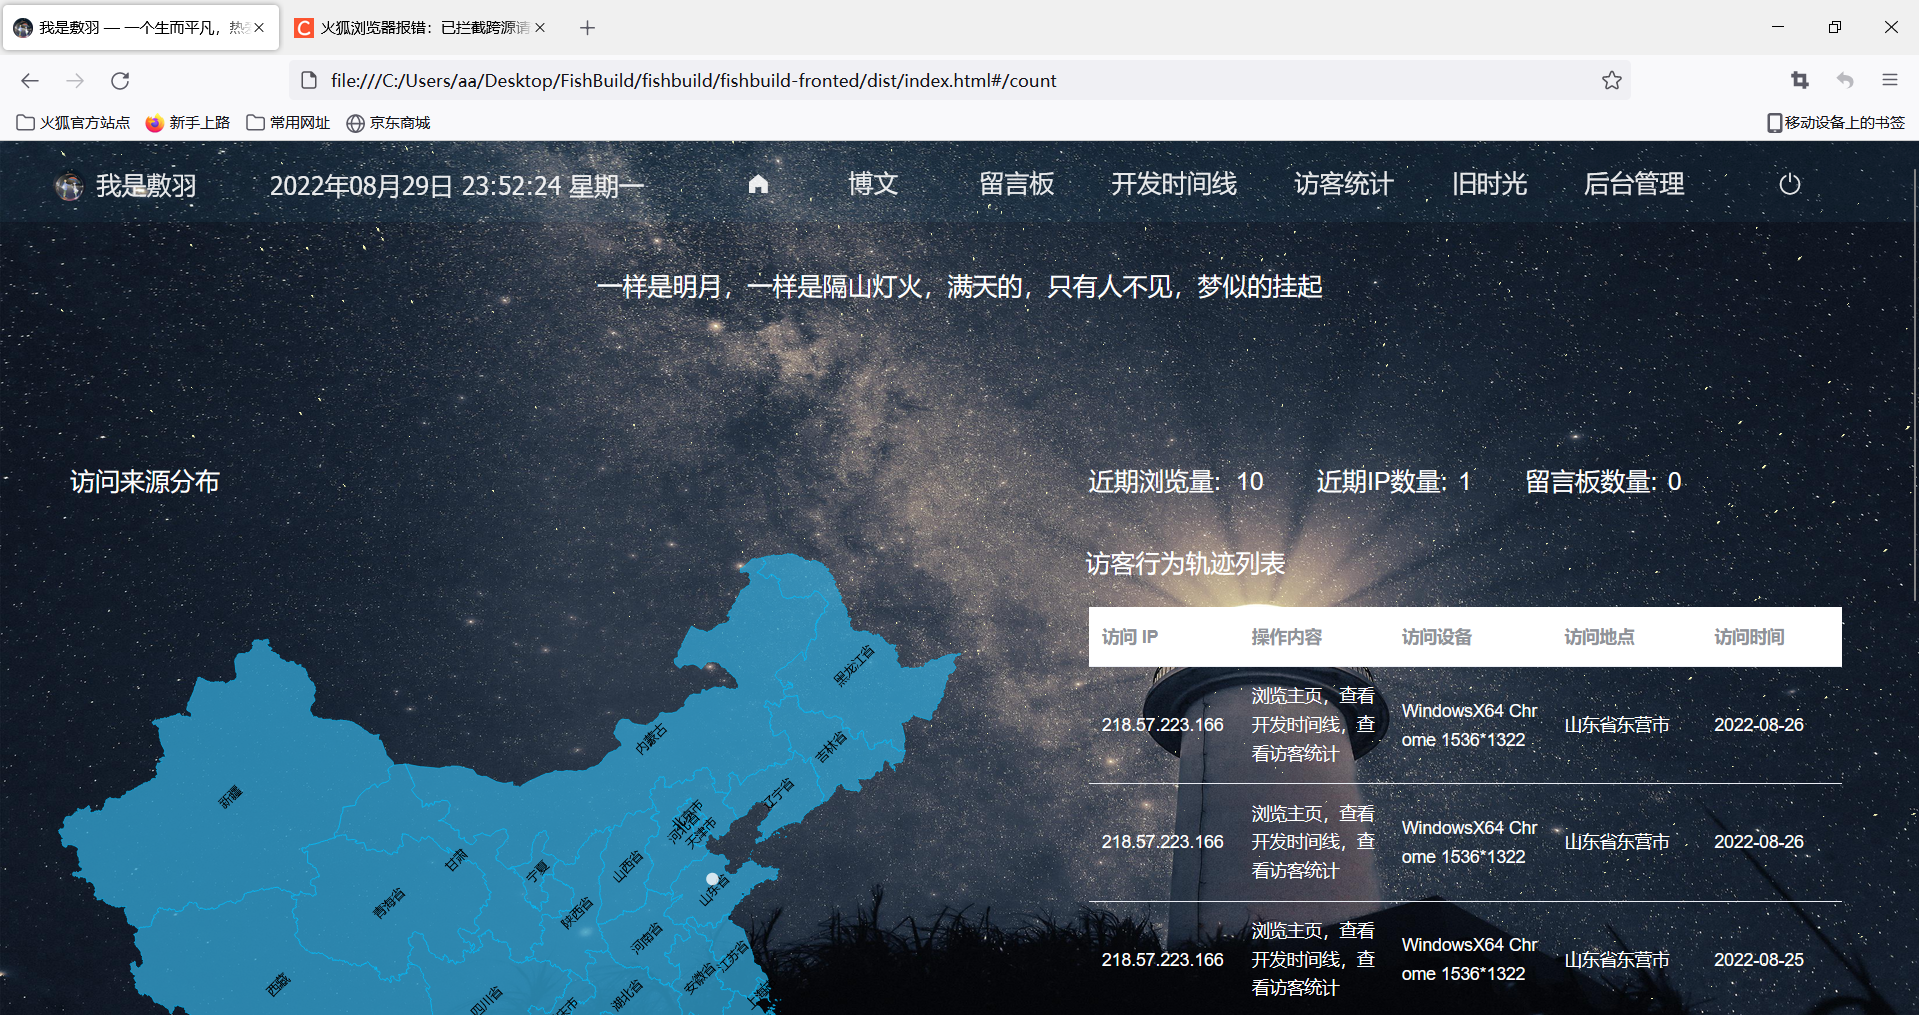 我是敷羽 — 一个生而平凡，热
火狐浏览器报错：已拦截跨源请
file:///C:/Users/aa/Desktop/FishBuild/fishbuild/fishbuild-fronted/dist/index.html#/count
火狐官方站点 新手上路 常用网址 京东商城
移动设备上的书签
我是敷羽 2022年08月29日 23:52:24 星期一 博文 留言板 开发时间线 访客统计 旧时光 后台管理
一样是明月，一样是隔山灯火，满天的，只有人不见，梦似的挂起
访问来源分布
近期浏览量: 10 近期IP数量: 1 留言板数量: 0
访客行为轨迹列表
访问 IP 操作内容 访问设备 访问地点 访问时间
218.57.223.166
浏览主页，查看
开发时间线，查
看访客统计
WindowsX64 Chr
ome 1536*1322
山东省东营市
2022-08-26
218.57.223.166
浏览主页，查看
开发时间线，查
看访客统计
WindowsX64 Chr
ome 1536*1322
山东省东营市
2022-08-26
218.57.223.166
浏览主页，查看
开发时间线，查
看访客统计
WindowsX64 Chr
ome 1536*1322
山东省东营市
2022-08-25
黑龙江省
内蒙古
吉林省
新疆
辽宁省
北京市
河北省
天津市
甘肃
宁夏
山西省
山东省
青海省
陕西省
河南省
江苏省
西藏
安徽省
四川省
湖北省